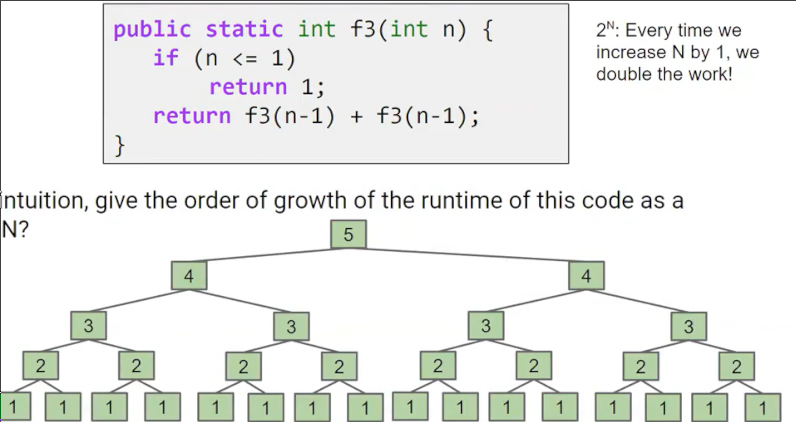 public static int f3(int n) {
if (n <= 1)
return 1;
return f3(n-1) + f3(n-1);
}
2ᴺ: Every time we
increase N by 1, we
double the work!
intuition, give the order of growth of the runtime of this code as a
N?
5
4 4
3 3 3 3
2 2 2 2 2 2 2 2
1 1 1 1 1 1 1 1 1 1 1 1 1 1 1 1